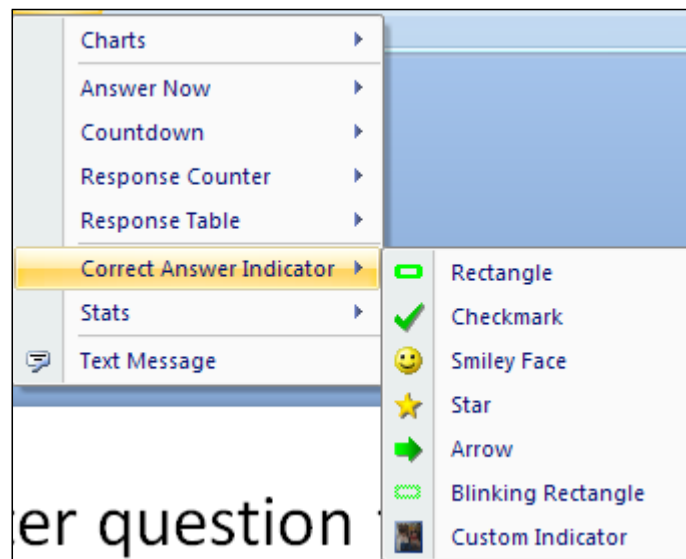 Charts
Answer Now
Countdown
Response Counter
Response Table
Correct Answer Indicator
Stats
Text Message
Rectangle
Checkmark
Smiley Face
Star
Arrow
Blinking Rectangle
Custom Indicator
er question